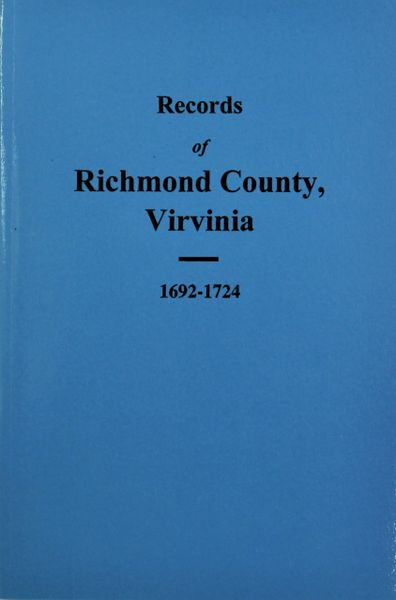 Records
of
Richmond County,
Virvinia
1692-1724